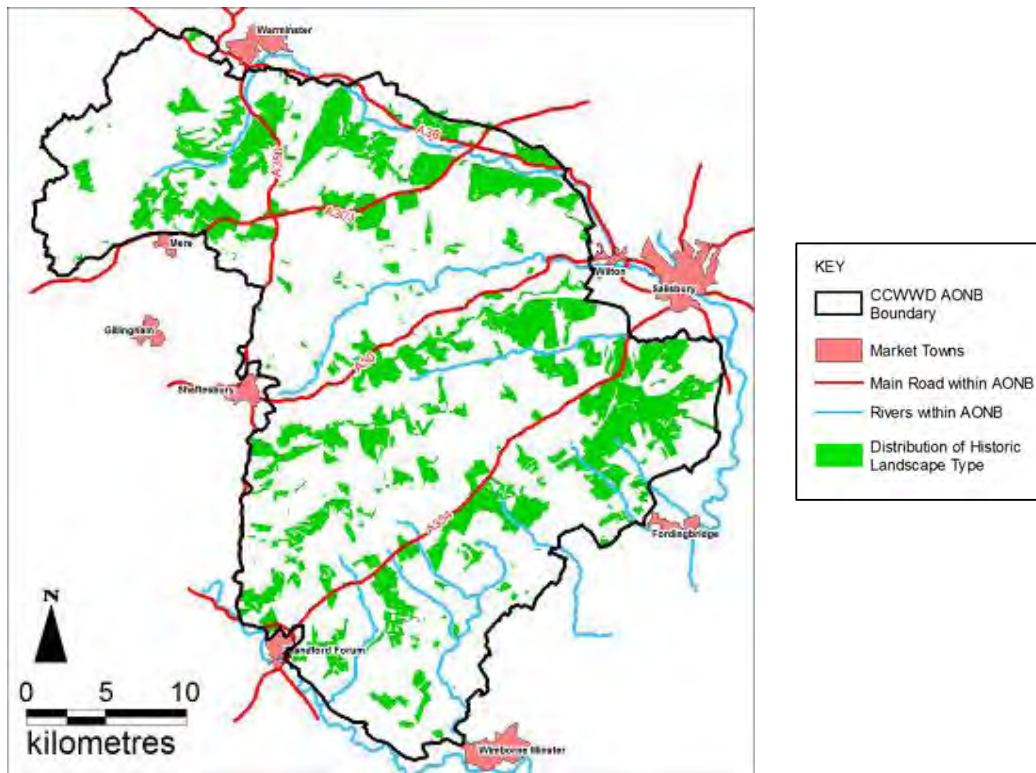 Warminster
A36
A350
A303
Mere
Wilton
Salisbury
Gillingham
A30
Shaftesbury
A354
Fordingbridge
N
Blandford Forum
0 5 10
kilometres
Wimborne Minster
KEY
CCWWD AONB
Boundary
Market Towns
Main Road within AONB
Rivers within AONB
Distribution of Historic
Landscape Type